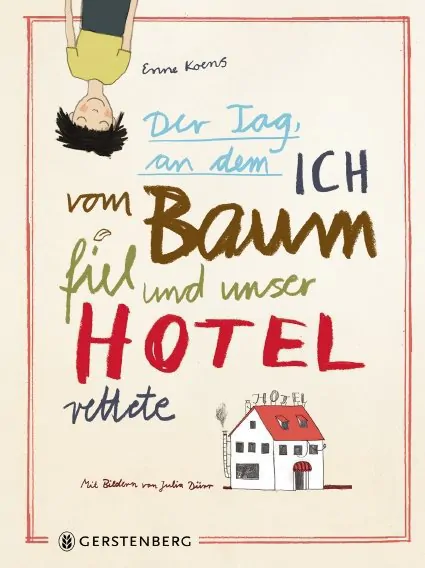 Enne Koens
Der Tag,
an dem ICH
vom BAUM
fiel und unser
HOTEL
rettete
HOTEL
Mit Bildern von Julia Dürr
GERSTENBERG